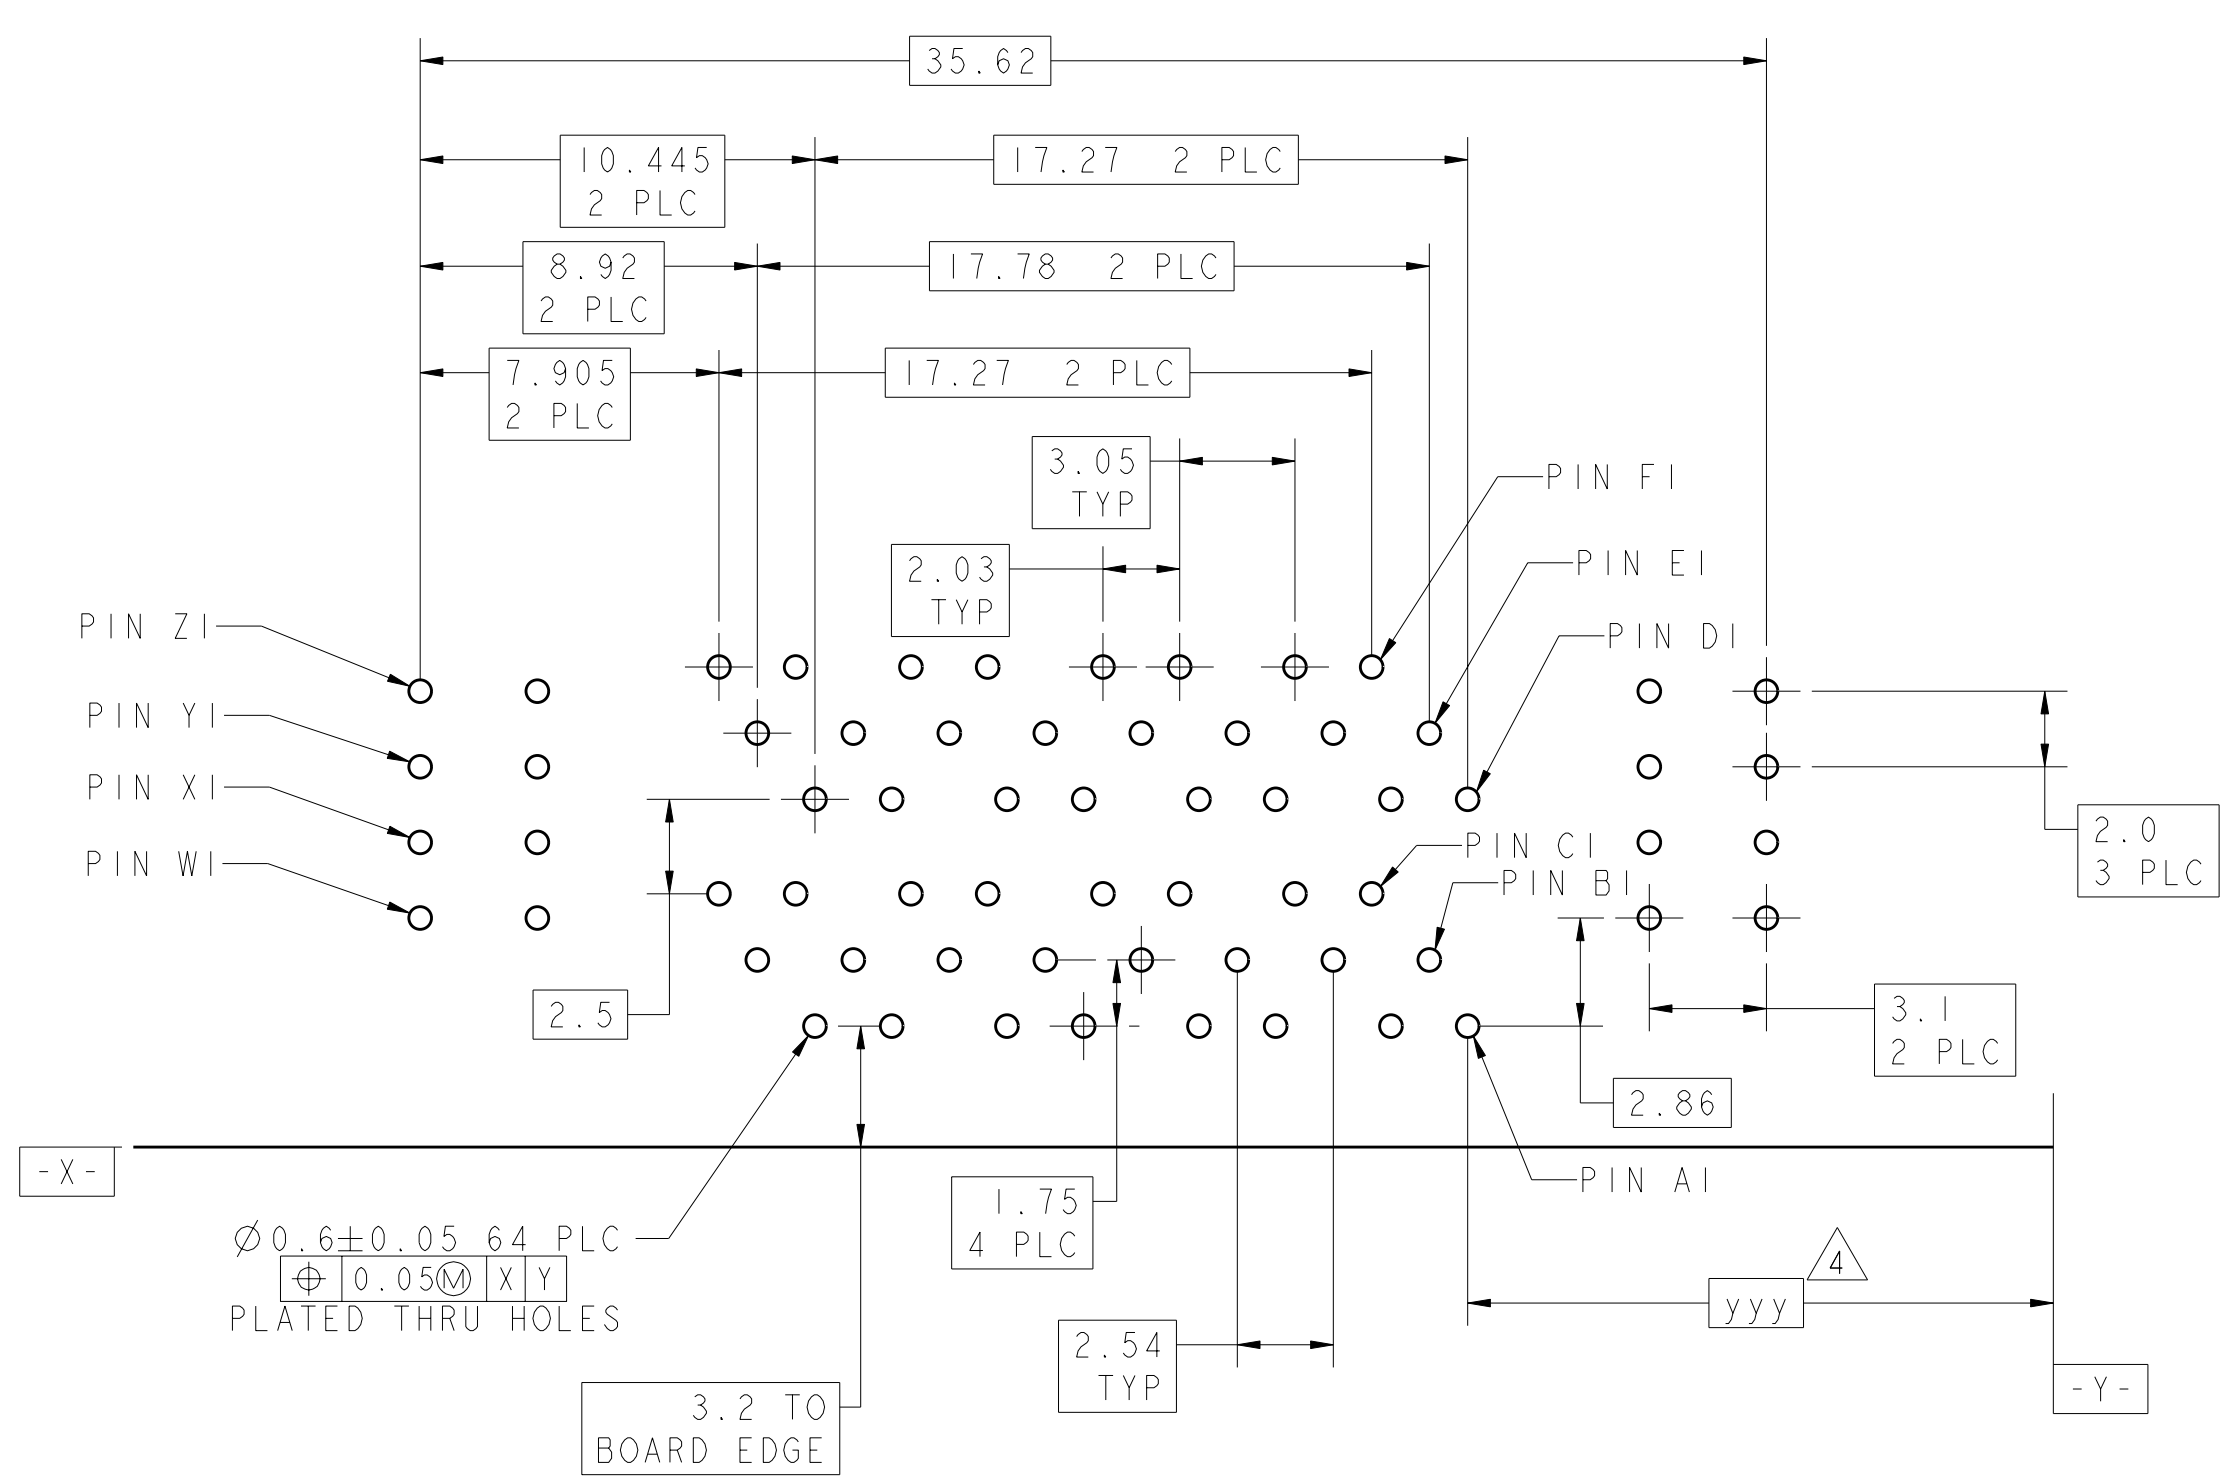 35.62
10.445
2 PLC
17.27 2 PLC
8.92
2 PLC
17.78 2 PLC
7.905
2 PLC
17.27 2 PLC
3.05
TYP
PIN F1
2.03
TYP
PIN E1
PIN Z1
PIN D1
PIN Y1
PIN X1
2.0
3 PLC
PIN C1
PIN W1
PIN B1
2.5
3.1
2 PLC
2.86
-X-
PIN A1
1.75
4 PLC
Ø0.6±0.05 64 PLC
⌖ 0.05Ⓜ X Y
PLATED THRU HOLES
4
yyy
2.54
TYP
-Y-
3.2 TO
BOARD EDGE